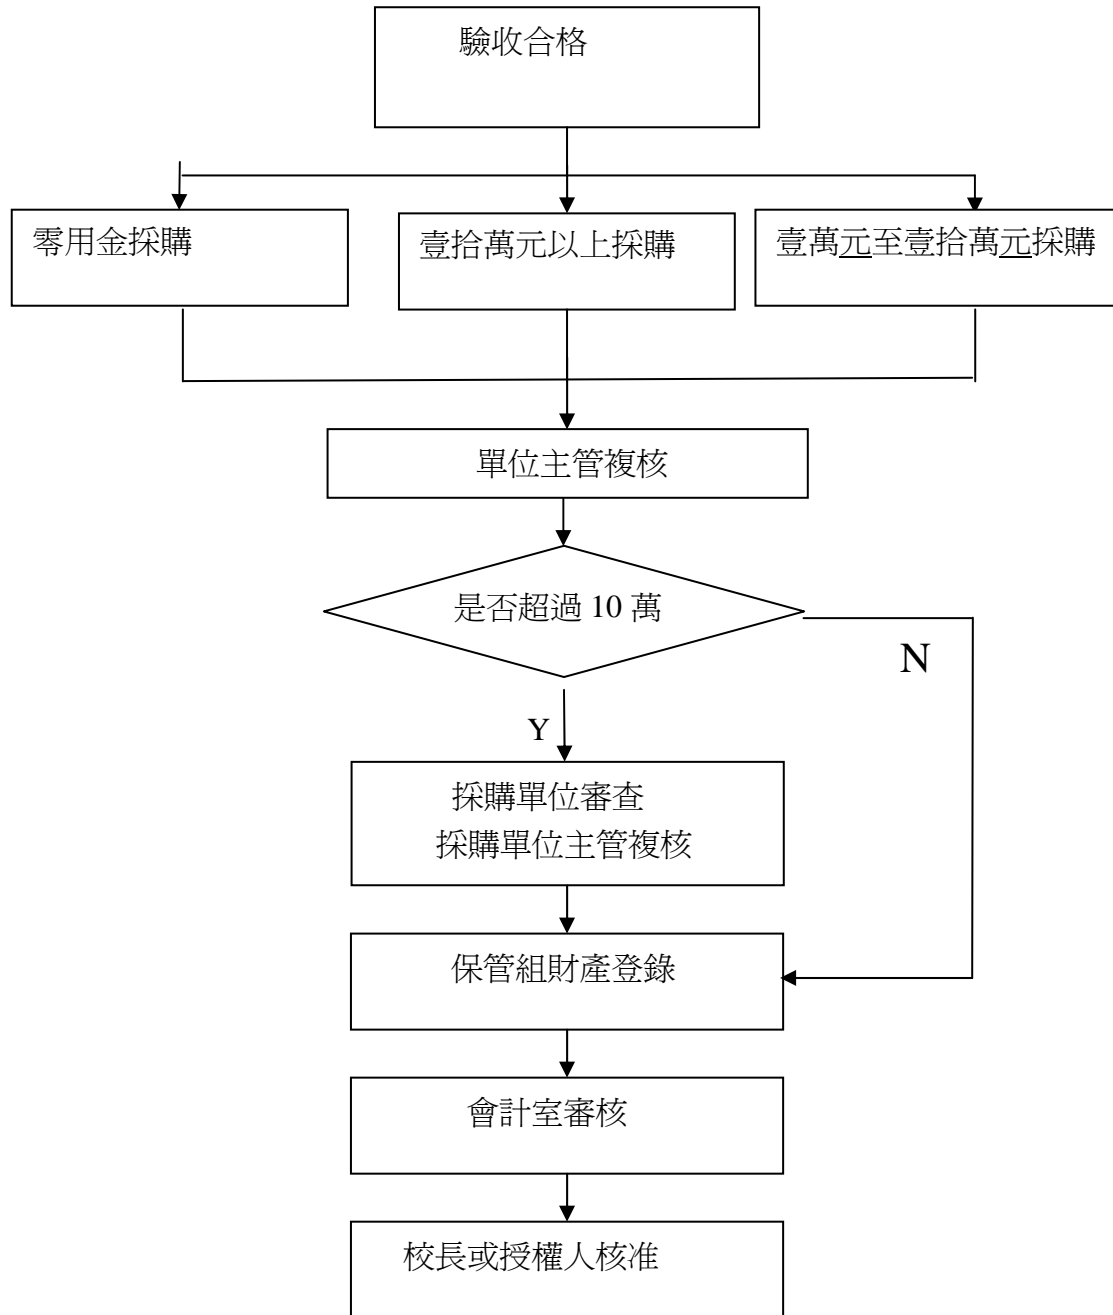 驗收合格
零用金採購
壹拾萬元以上採購
壹萬元至壹拾萬元採購
單位主管複核
是否超過 10 萬
N
Y
採購單位審查
採購單位主管複核
保管組財產登錄
會計室審核
校長或授權人核准